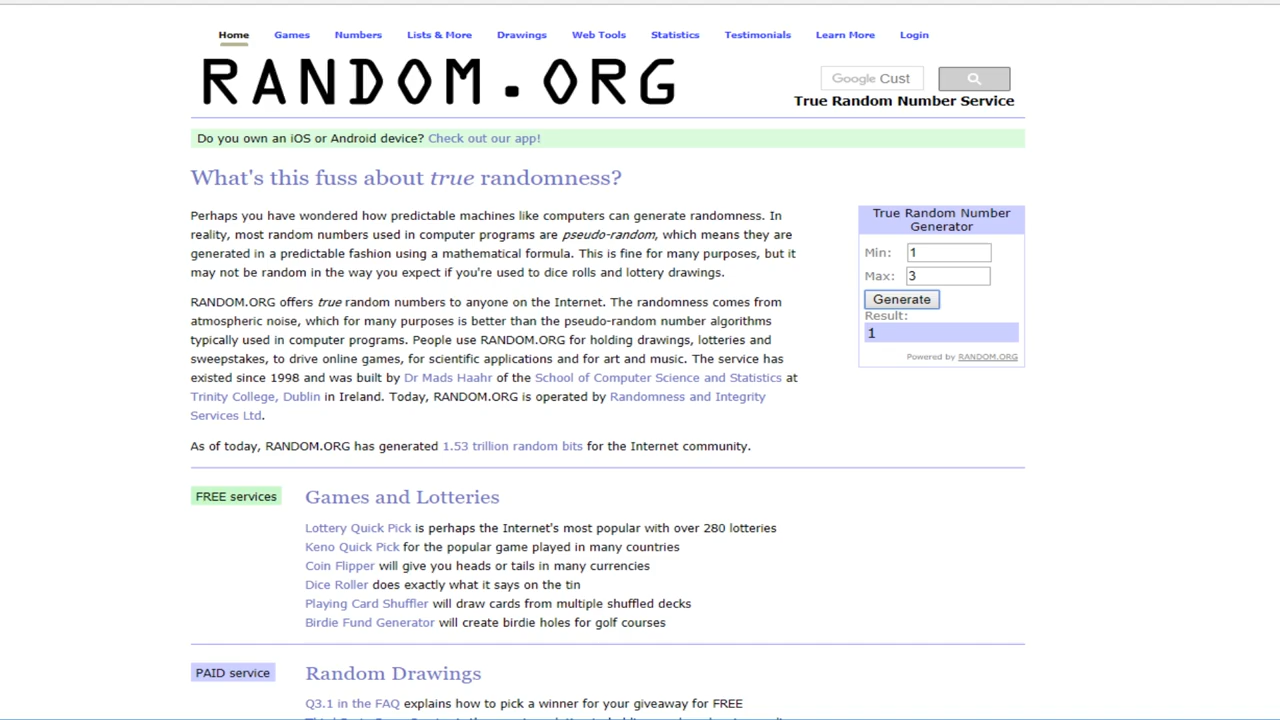 Home Games Numbers Lists & More Drawings Web Tools Statistics Testimonials Learn More Login
RANDOM.ORG
Google Cust
True Random Number Service
Do you own an iOS or Android device? Check out our app!
What's this fuss about true randomness?
Perhaps you have wondered how predictable machines like computers can generate randomness. In
reality, most random numbers used in computer programs are pseudo-random, which means they are
generated in a predictable fashion using a mathematical formula. This is fine for many purposes, but it
may not be random in the way you expect if you're used to dice rolls and lottery drawings.
RANDOM.ORG offers true random numbers to anyone on the Internet. The randomness comes from
atmospheric noise, which for many purposes is better than the pseudo-random number algorithms
typically used in computer programs. People use RANDOM.ORG for holding drawings, lotteries and
sweepstakes, to drive online games, for scientific applications and for art and music. The service has
existed since 1998 and was built by Dr Mads Haahr of the School of Computer Science and Statistics at
Trinity College, Dublin in Ireland. Today, RANDOM.ORG is operated by Randomness and Integrity
Services Ltd.
As of today, RANDOM.ORG has generated 1.53 trillion random bits for the Internet community.
True Random Number
Generator
Min: 1
Max: 3
Generate
Result:
1
Powered by RANDOM.ORG
FREE services
Games and Lotteries
Lottery Quick Pick is perhaps the Internet's most popular with over 280 lotteries
Keno Quick Pick for the popular game played in many countries
Coin Flipper will give you heads or tails in many currencies
Dice Roller does exactly what it says on the tin
Playing Card Shuffler will draw cards from multiple shuffled decks
Birdie Fund Generator will create birdie holes for golf courses
PAID service
Random Drawings
Q3.1 in the FAQ explains how to pick a winner for your giveaway for FREE